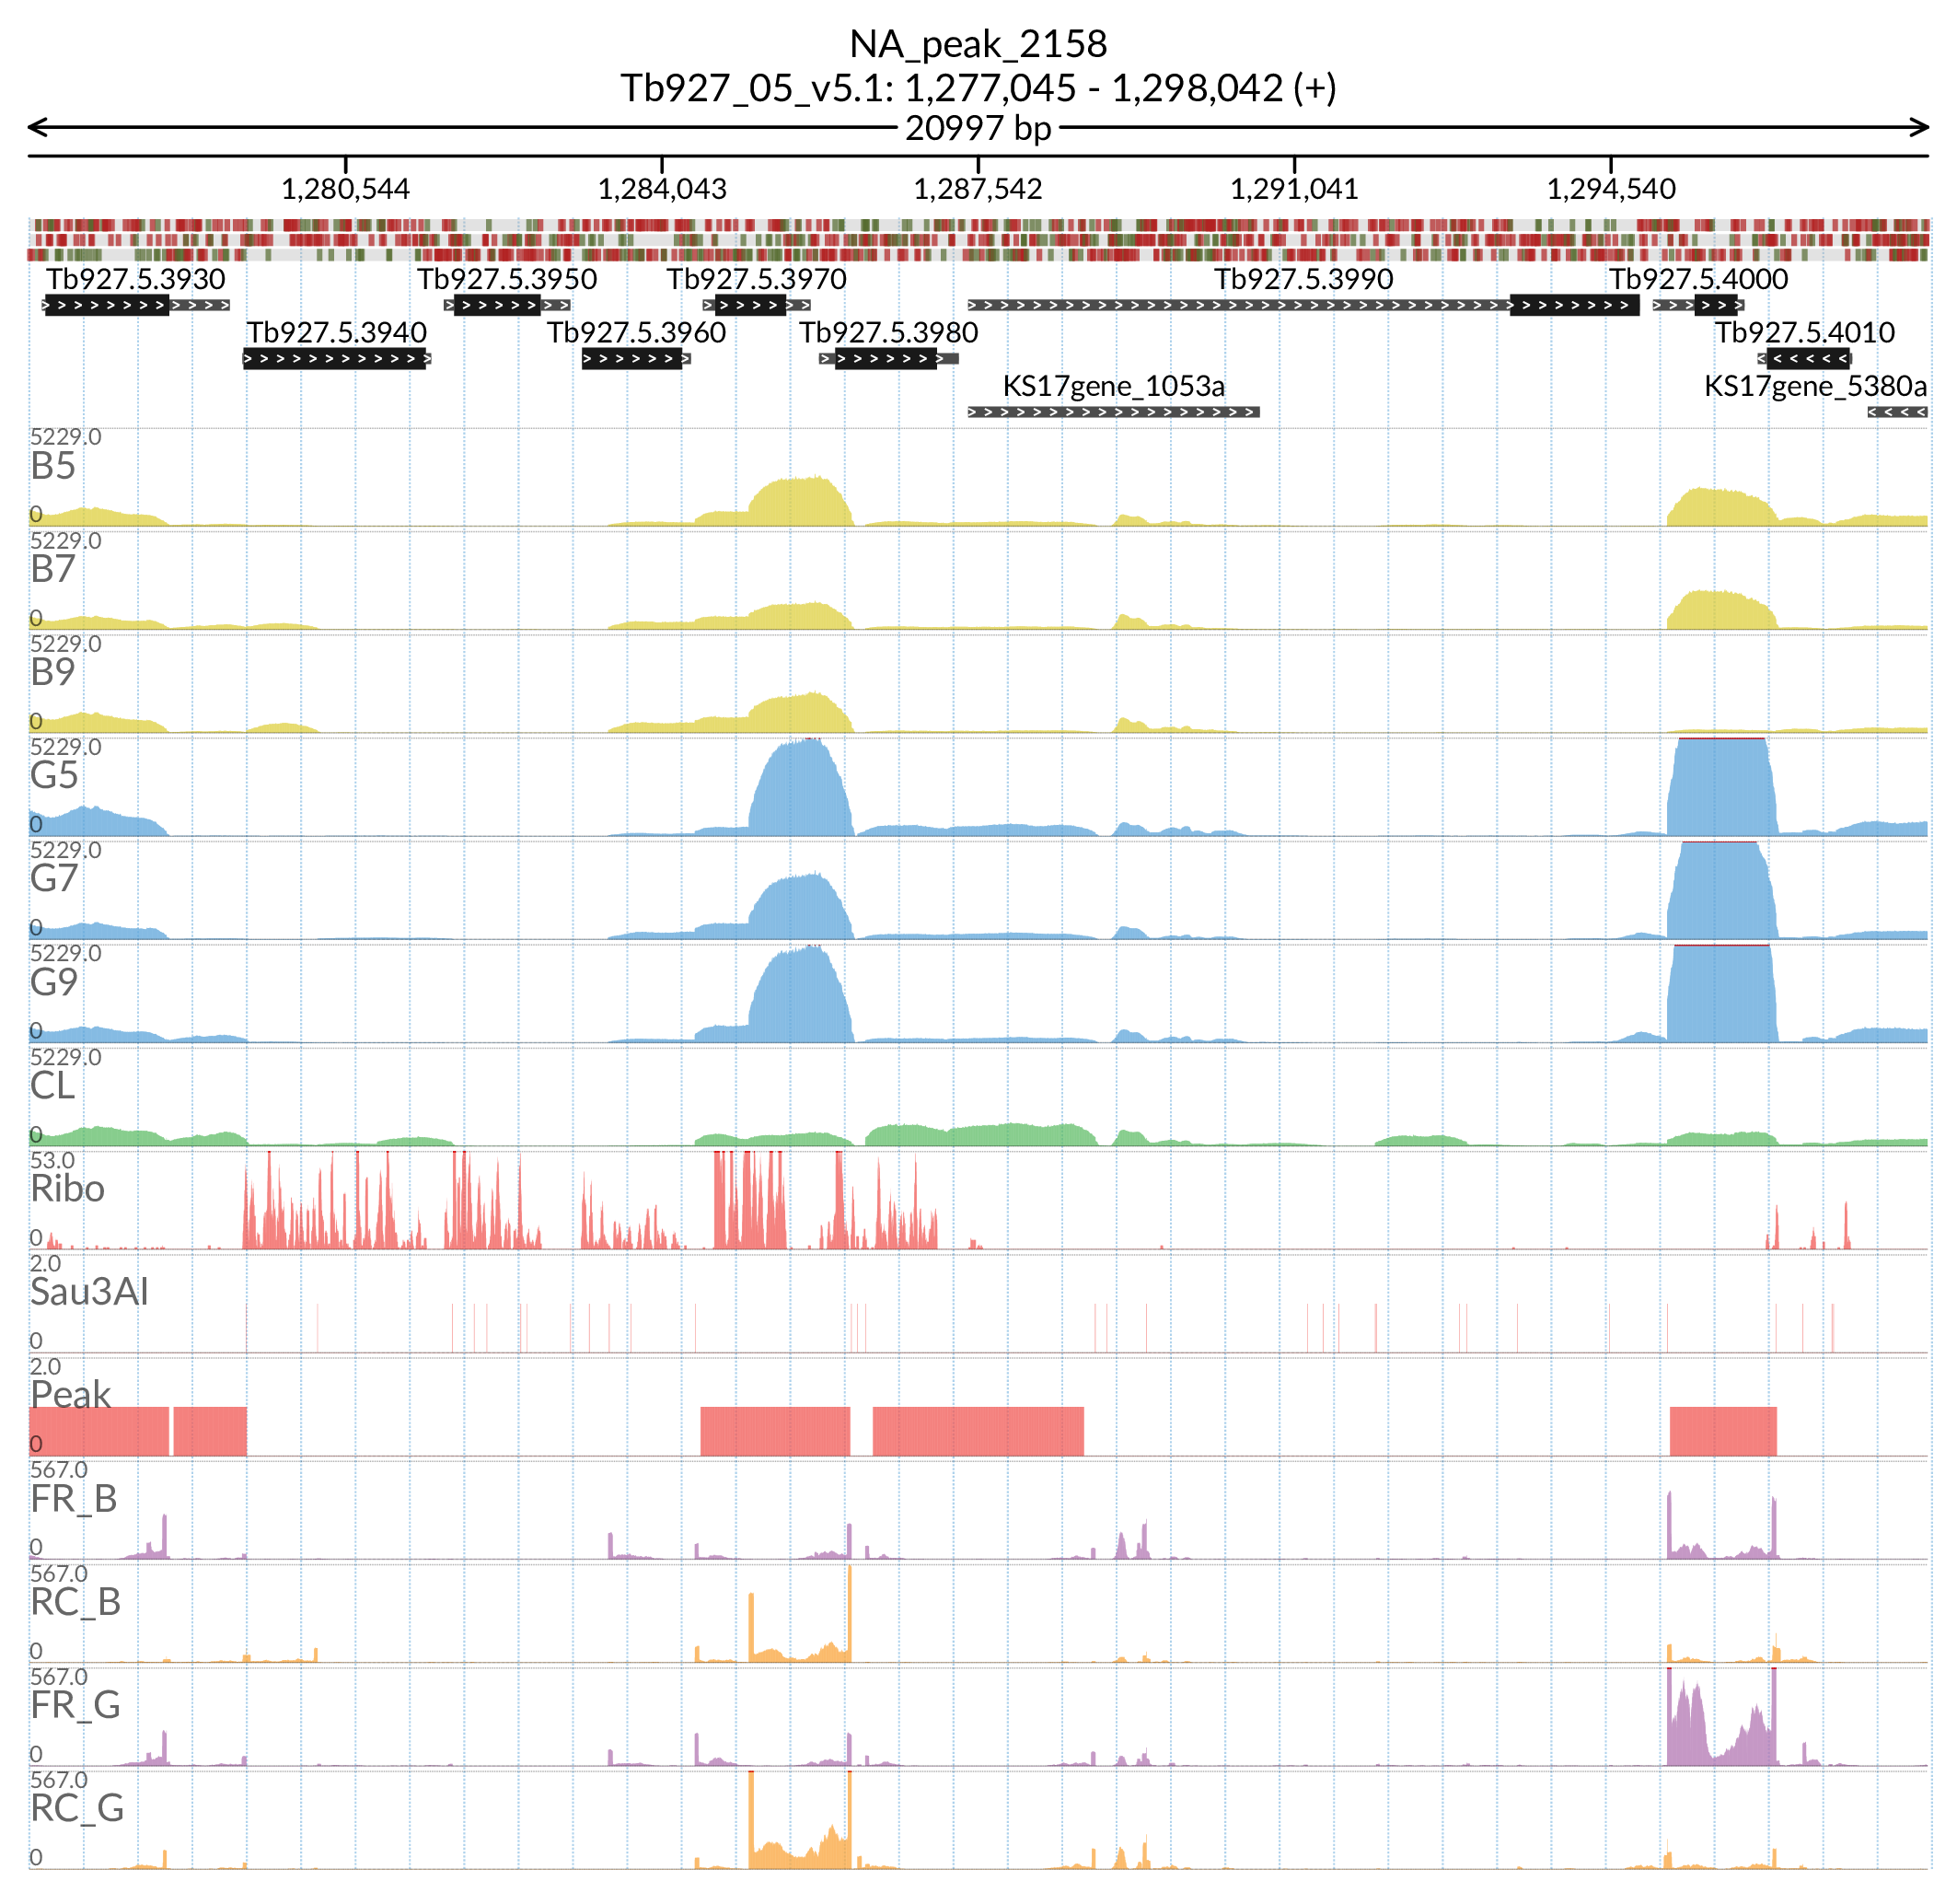 NA_peak_2158
Tb927_05_v5.1: 1,277,045 - 1,298,042 (+)
20997 bp
1,280,544 1,284,043 1,287,542 1,291,041 1,294,540
Tb927.5.3930 Tb927.5.3950 Tb927.5.3970 Tb927.5.3990 Tb927.5.4000
Tb927.5.3940 Tb927.5.3960 Tb927.5.3980 Tb927.5.4010
KS17gene_1053a KS17gene_5380a
5229.0
B5
0
5229.0
B7
0
5229.0
B9
0
5229.0
G5
0
5229.0
G7
0
5229.0
G9
0
5229.0
CL
0
53.0
Ribo
0
2.0
Sau3AI
0
2.0
Peak
0
567.0
FR_B
0
567.0
RC_B
0
567.0
FR_G
0
567.0
RC_G
0